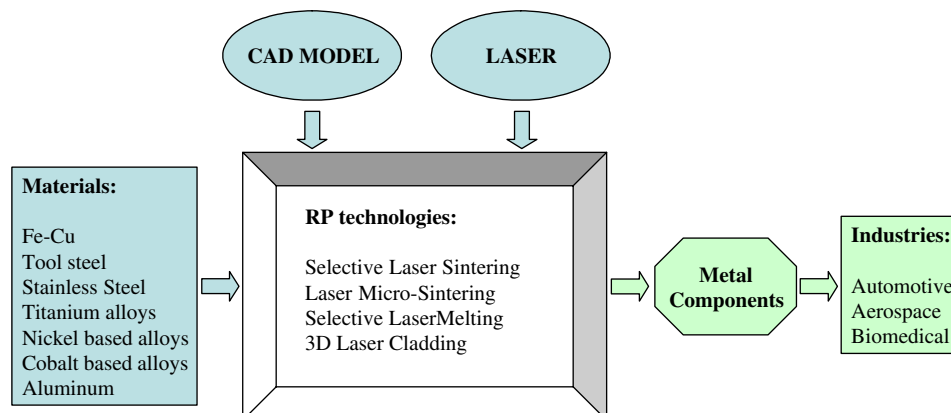 CAD MODEL
LASER
Materials:
Fe-Cu
Tool steel
Stainless Steel
Titanium alloys
Nickel based alloys
Cobalt based alloys
Aluminum
RP technologies:
Selective Laser Sintering
Laser Micro-Sintering
Selective LaserMelting
3D Laser Cladding
Metal
Components
Industries:
Automotive
Aerospace
Biomedical